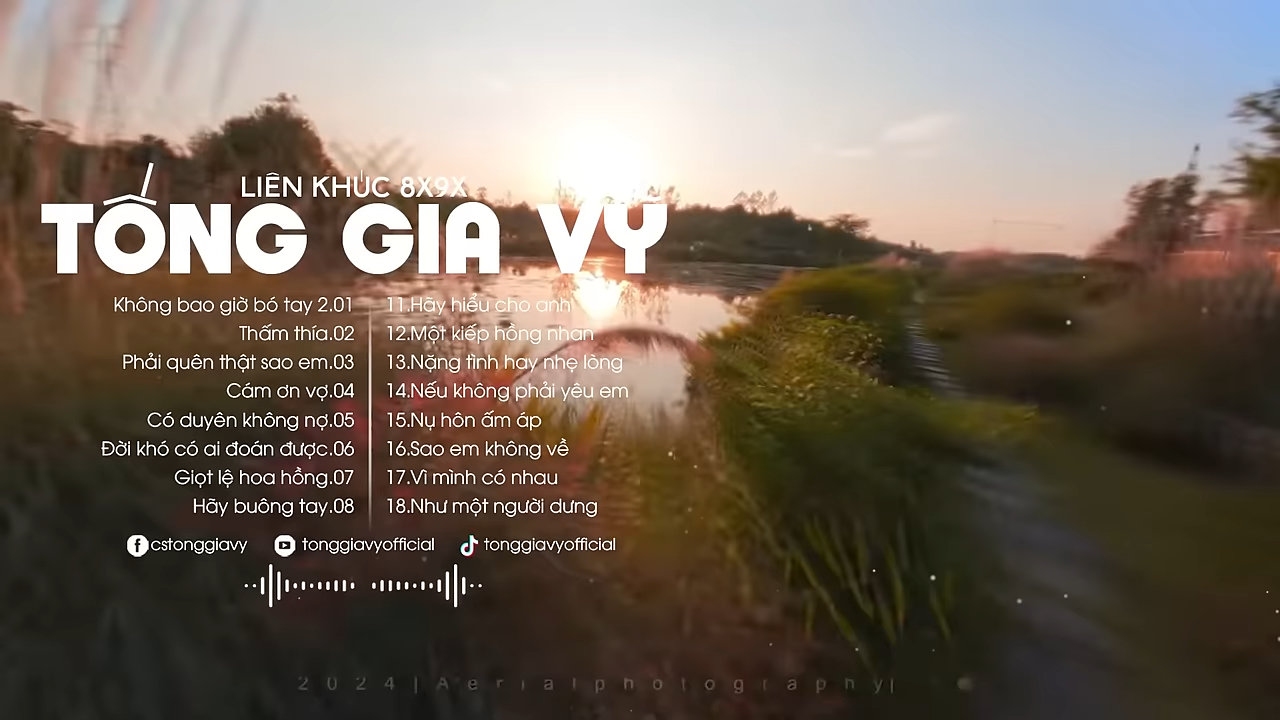 LIÊN KHÚC 8X9X
TỐNG GIA VỸ
Không bao giờ bó tay 2.01
Thấm thía.02
Phải quên thật sao em.03
Cám ơn vợ.04
Có duyên không nợ.05
Đời khó có ai đoán được.06
Giọt lệ hoa hồng.07
Hãy buông tay.08
11.Hãy hiểu cho anh
12.Một kiếp hồng nhan
13.Nặng tình hay nhẹ lòng
14.Nếu không phải yêu em
15.Nụ hôn ấm áp
16.Sao em không về
17.Vì mình có nhau
18.Như một người dưng
cstonggiavy tonggiavyofficial tonggiavyofficial
2024|Aerialphotography|